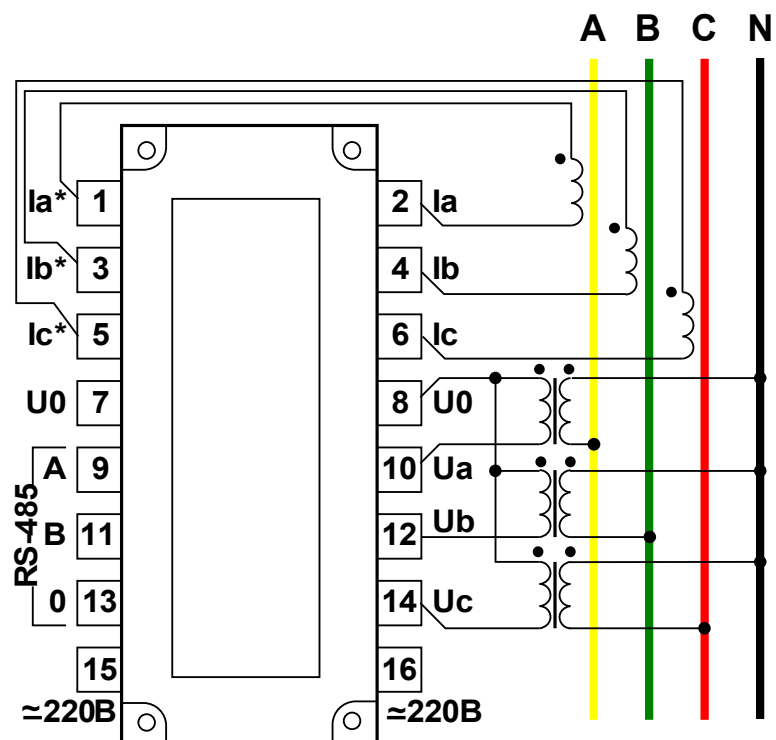 A B C N
Ia* 1 2 Ia
Ib* 3 4 Ib
Ic* 5 6 Ic
U0 7 8 U0
A 9 10 Ua
B 11 12 Ub
0 13 14 Uc
RS-485
15 16
≃220В ≃220В